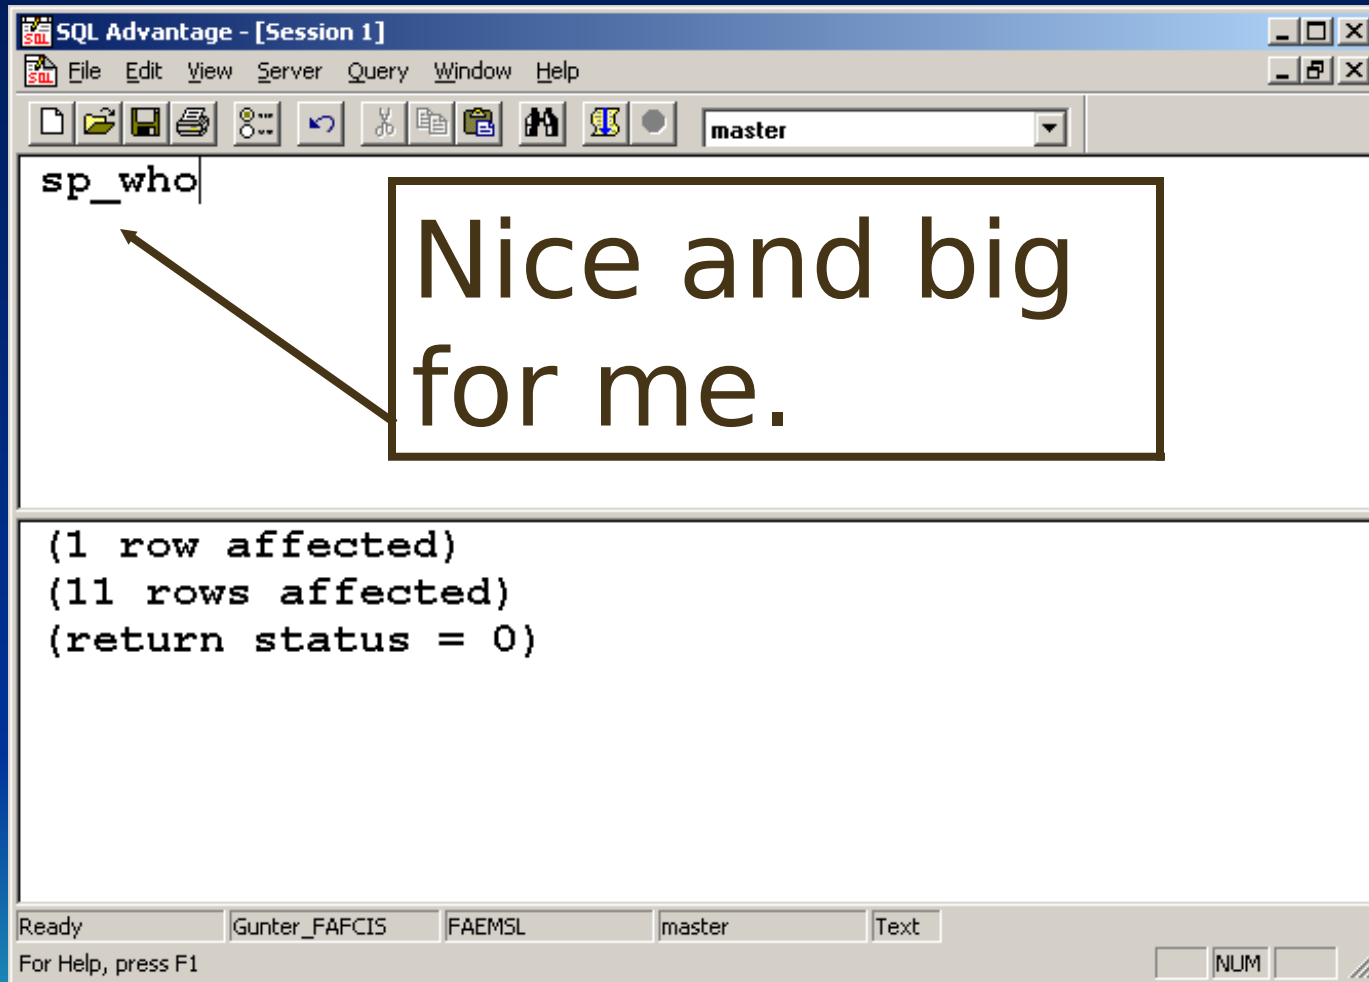 SQL Advantage - [Session 1]
File Edit View Server Query Window Help
master
sp_who
Nice and big
for me.
(1 row affected)
(11 rows affected)
(return status = 0)
Ready Gunter_FAFCIS FAEMSL master Text
For Help, press F1 NUM